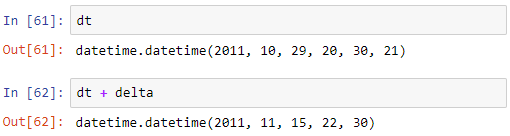 In [61]: dt
Out[61]: datetime.datetime(2011, 10, 29, 20, 30, 21)
In [62]: dt + delta
Out[62]: datetime.datetime(2011, 11, 15, 22, 30)